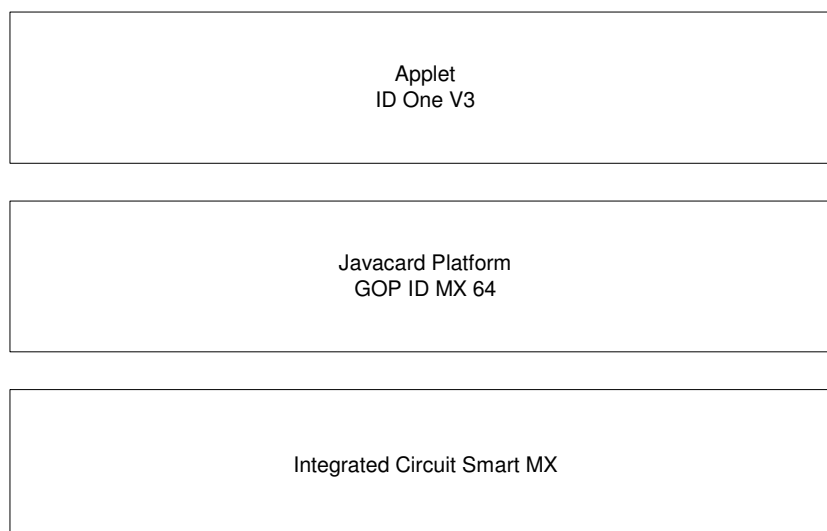 Applet
ID One V3
Javacard Platform
GOP ID MX 64
Integrated Circuit Smart MX